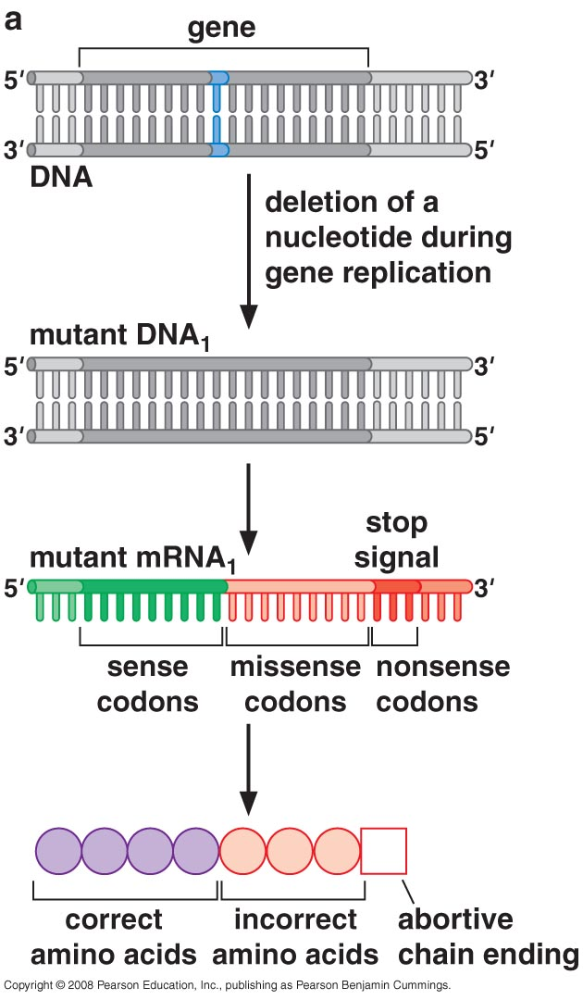 a
gene
5′ 3′
3′ 5′
DNA
deletion of a
nucleotide during
gene replication
mutant DNA₁
5′ 3′
3′ 5′
stop
signal
mutant mRNA₁
5′ 3′
sense
codons
missense
codons
nonsense
codons
correct
amino acids
incorrect
amino acids
abortive
chain ending
Copyright © 2008 Pearson Education, Inc., publishing as Pearson Benjamin Cummings.